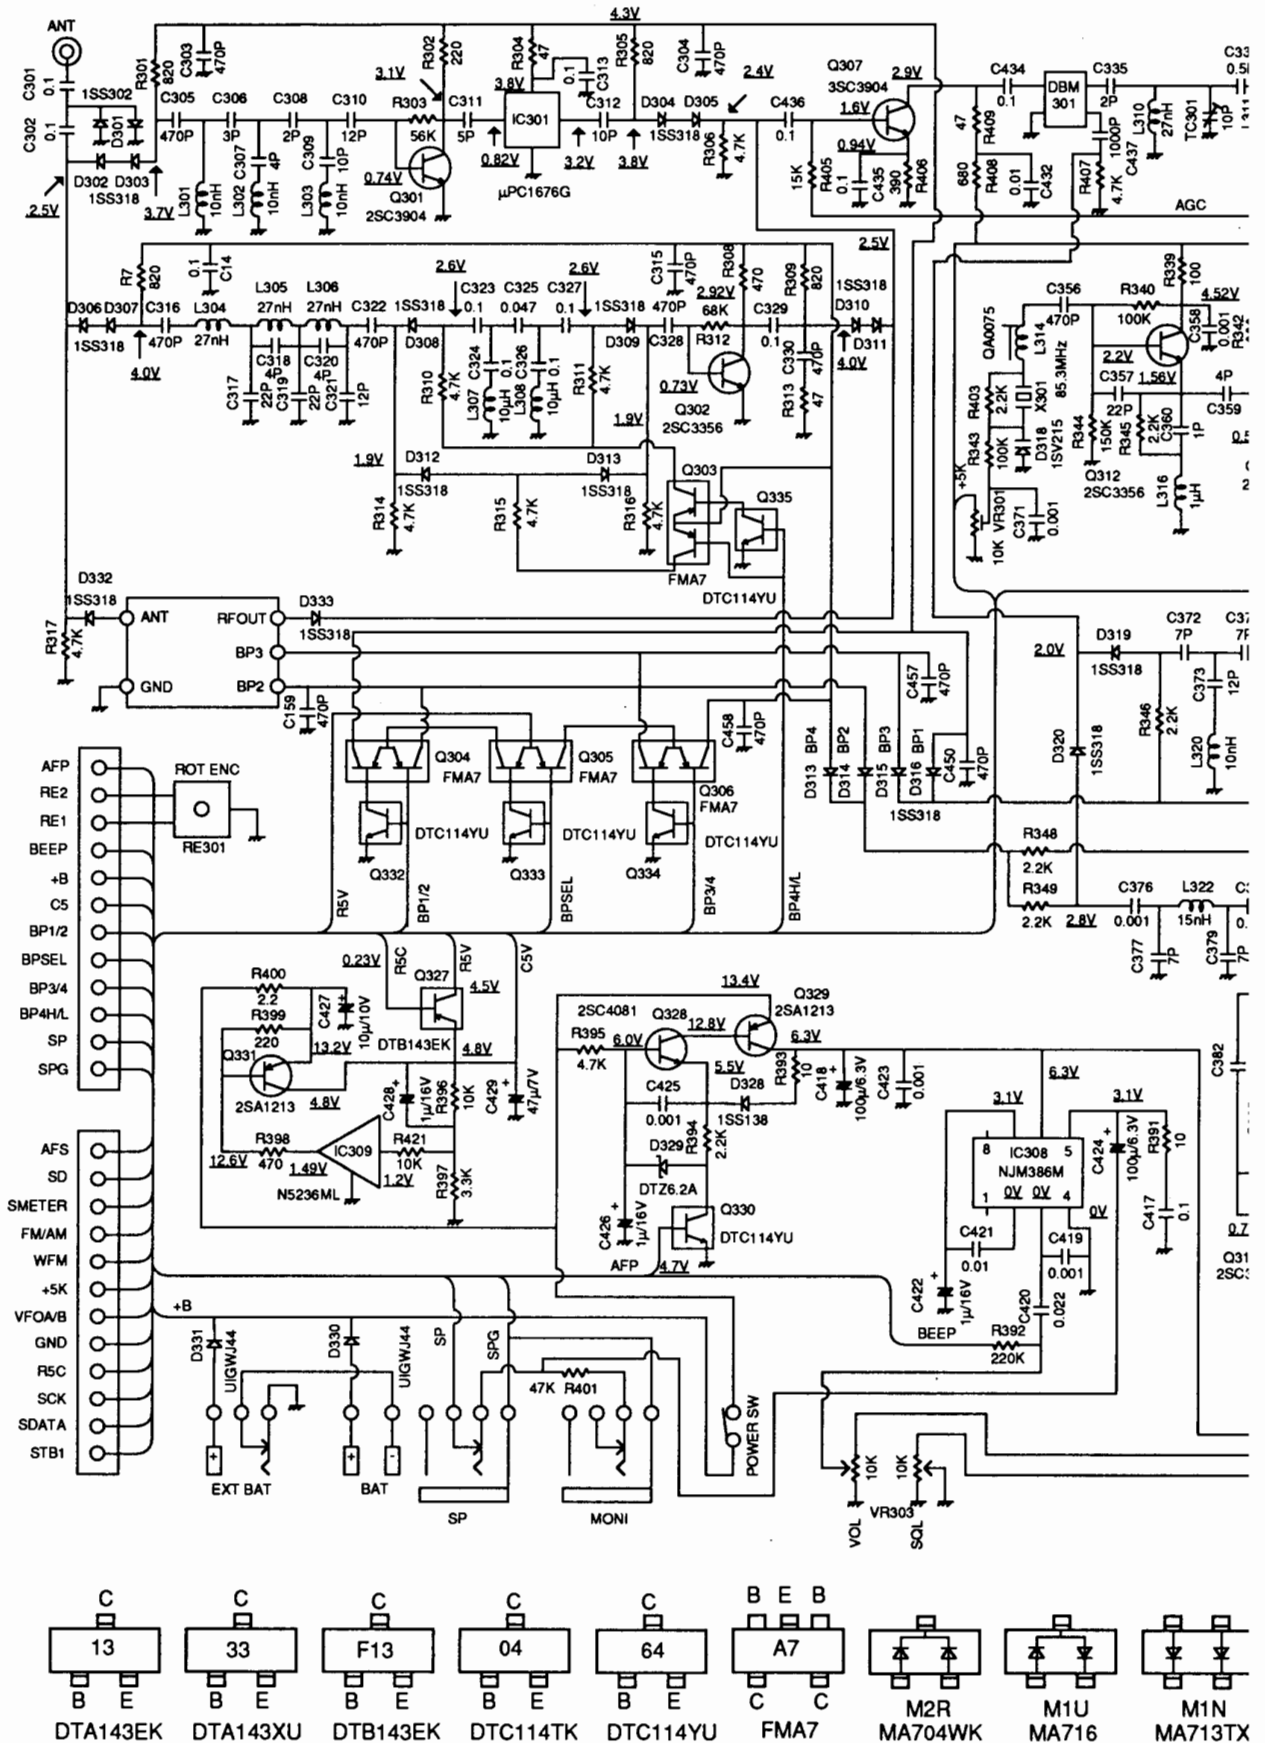 ANT
4.3V
C301 0.1
C302 0.1
1SS302
D301
R301 820
C303 470P
C305 470P
C306 3P
C308 2P
C310 12P
R302 220
3.1V
R303 56K
C311 5P
R304 47
3.8V
0.1 C313
IC301
μPC1676G
C312 10P
R305 820
C304 470P
2.4V
D304 D305
1SS318
R306 4.7K
C436 0.1
Q307
3SC3904
2.9V
1.6V
0.94V
15K R405
0.1 C435
390 R406
47 R409
680 R408
0.01 C432
C434 0.1
DBM 301
C335 2P
1000P C437
L310 27nH
TC301 10P
C33
0.5
L311
R407 4.7K
AGC
D302 D303
1SS318
2.5V
3.7V
L301 10nH
C307 4P
L302 10nH
C309 10P
L303 10nH
0.74V
Q301
2SC3904
0.82V
3.2V
3.8V
R7 820
0.1 C14
D306 D307
1SS318
4.0V
C316 470P
L304 27nH
L305 27nH
L306 27nH
C318 4P
C320 4P
C317 22P
C319 22P
C321 12P
C322 470P
1SS318
D308
2.6V
C323 0.1
C325 0.047
C327 0.1
2.6V
1SS318
D309
C315 470P
470P C328
2.92V
68K R312
R308 470
R309 820
C329 0.1
2.5V
1SS318
D310
D311
4.0V
C330 470P
R313 47
0.73V
Q302
2SC3356
R310 4.7K
C324 0.1
L307 10μH
C326 0.1
L308 10μH
R311 4.7K
1.9V
1.9V
D312
1SS318
D313
1SS318
R314 4.7K
R315 4.7K
R316 4.7K
Q303
FMA7
Q335
DTC114YU
QA0075
L314
C356 470P
R340 100K
R339 100
4.52V
C358 0.001
R342
2.2V
1.56V
C357 22P
4P
C359
R403 2.2K
X301 85.3MHz
R343 100K
D318 1SV215
R344 150K
R345 2.2K
C360 1P
Q312
2SC3356
L316 1μH
+5K
10K VR301
C371 0.001
0.5
2
D332
1SS318
R317 4.7K
ANT
GND
RFOUT
BP3
BP2
D333
1SS318
C159 470P
Q304
FMA7
Q305
FMA7
Q306
FMA7
C458 470P
C457 470P
C450 470P
D313 BP4
D314 BP2
D315 BP3
D316 BP1
1SS318
DTC114YU
DTC114YU
DTC114YU
Q332
Q333
Q334
R5V
BP1/2
BPSEL
BP3/4
BP4H/L
2.0V
D319
1SS318
C372 7P
C37
7P
C373 12P
R346 2.2K
L320 10nH
D320 1SS318
R348
2.2K
R349
2.2K
2.8V
C376 0.001
L322 15nH
C3
0.
C377 7P
C379 7P
AFP
RE2
RE1
BEEP
+B
C5
BP1/2
BPSEL
BP3/4
BP4H/L
SP
SPG
ROT ENC
RE301
0.23V
R5C
Q327
R5V
4.5V
C5V
DTB143EK
R400
2.2
R399
220
C427 10μ/10V
13.2V
Q331
2SA1213
4.8V
4.8V
C428 1μ/16V
R396 10K
C429 47μ7V
R398
470
12.6V
1.49V
IC309
N5236ML
R421
10K
1.2V
R397 3.3K
13.4V
2SC4081
Q328
Q329
2SA1213
R395
4.7K
6.0V
12.8V
6.3V
5.5V
C425
0.001
D328
1SS138
R393 10
C418 100μ/6.3V
C423 0.001
R394 2.2K
D329
DTZ6.2A
C426 1μ/16V
Q330
DTC114YU
AFP
4.7V
6.3V
3.1V
3.1V
8 IC308 5
NJM386M
1 0V 0V 4
0V
C424 100μ/6.3V
R391 10
C417 0.1
C421
0.01
C419
0.001
C422 1μ/16V
C420 0.022
BEEP
R392
220K
C382
0.7
Q31
2SC3
AFS
SD
SMETER
FM/AM
WFM
+5K
VFOA/B
GND
R5C
SCK
SDATA
STB1
+B
D331
UIGWJ44
D330
UIGWJ44
SP
SPG
47K R401
POWER SW
+
+
-
EXT BAT
BAT
SP
MONI
10K
10K
VOL
VR303
SQL
C
13
B E
DTA143EK
C
33
B E
DTA143XU
C
F13
B E
DTB143EK
C
04
B E
DTC114TK
C
64
B E
DTC114YU
B E B
A7
C C
FMA7
M2R
MA704WK
M1U
MA716
M1N
MA713TX